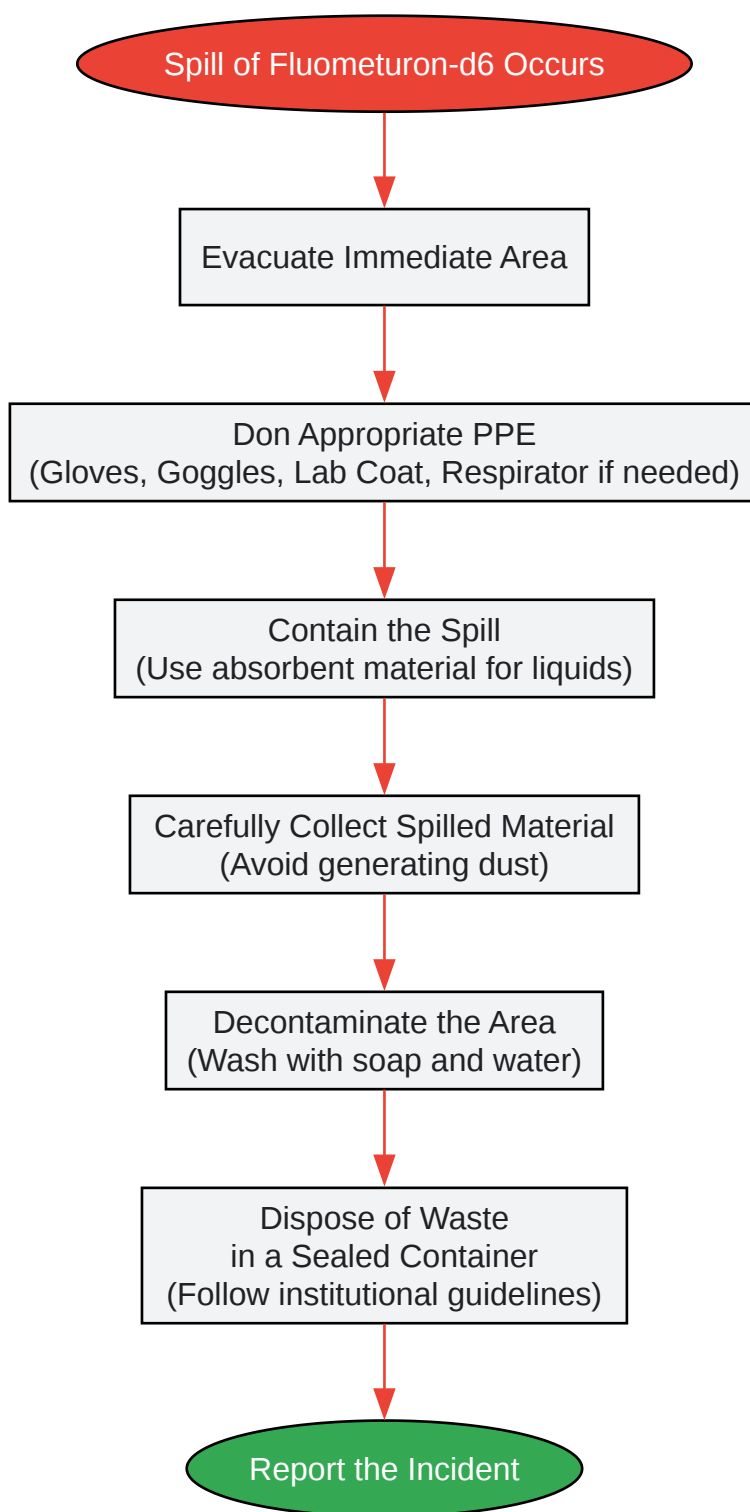 Spill of Fluometuron-d6 Occurs
Evacuate Immediate Area
Don Appropriate PPE
(Gloves, Goggles, Lab Coat, Respirator if needed)
Contain the Spill
(Use absorbent material for liquids)
Carefully Collect Spilled Material
(Avoid generating dust)
Decontaminate the Area
(Wash with soap and water)
Dispose of Waste
in a Sealed Container
(Follow institutional guidelines)
Report the Incident